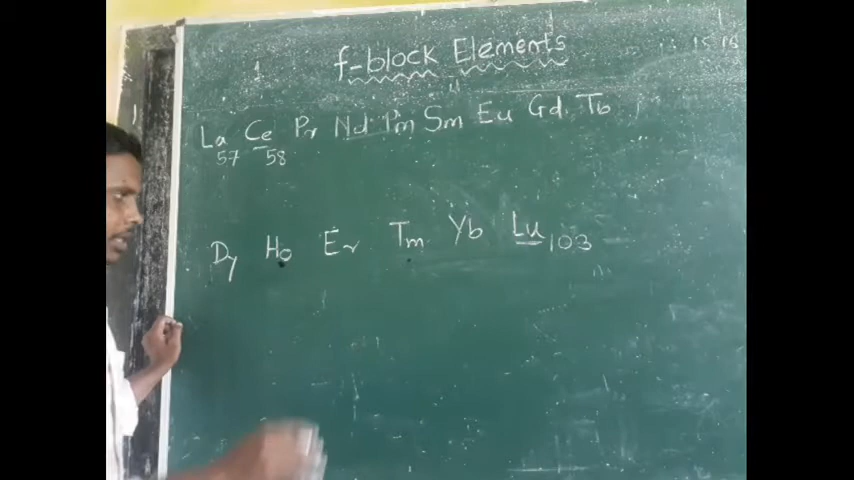 f-block Elements
La Ce Pr Nd Pm Sm Eu Gd Tb
57 58
Dy Ho Er Tm Yb Lu 103